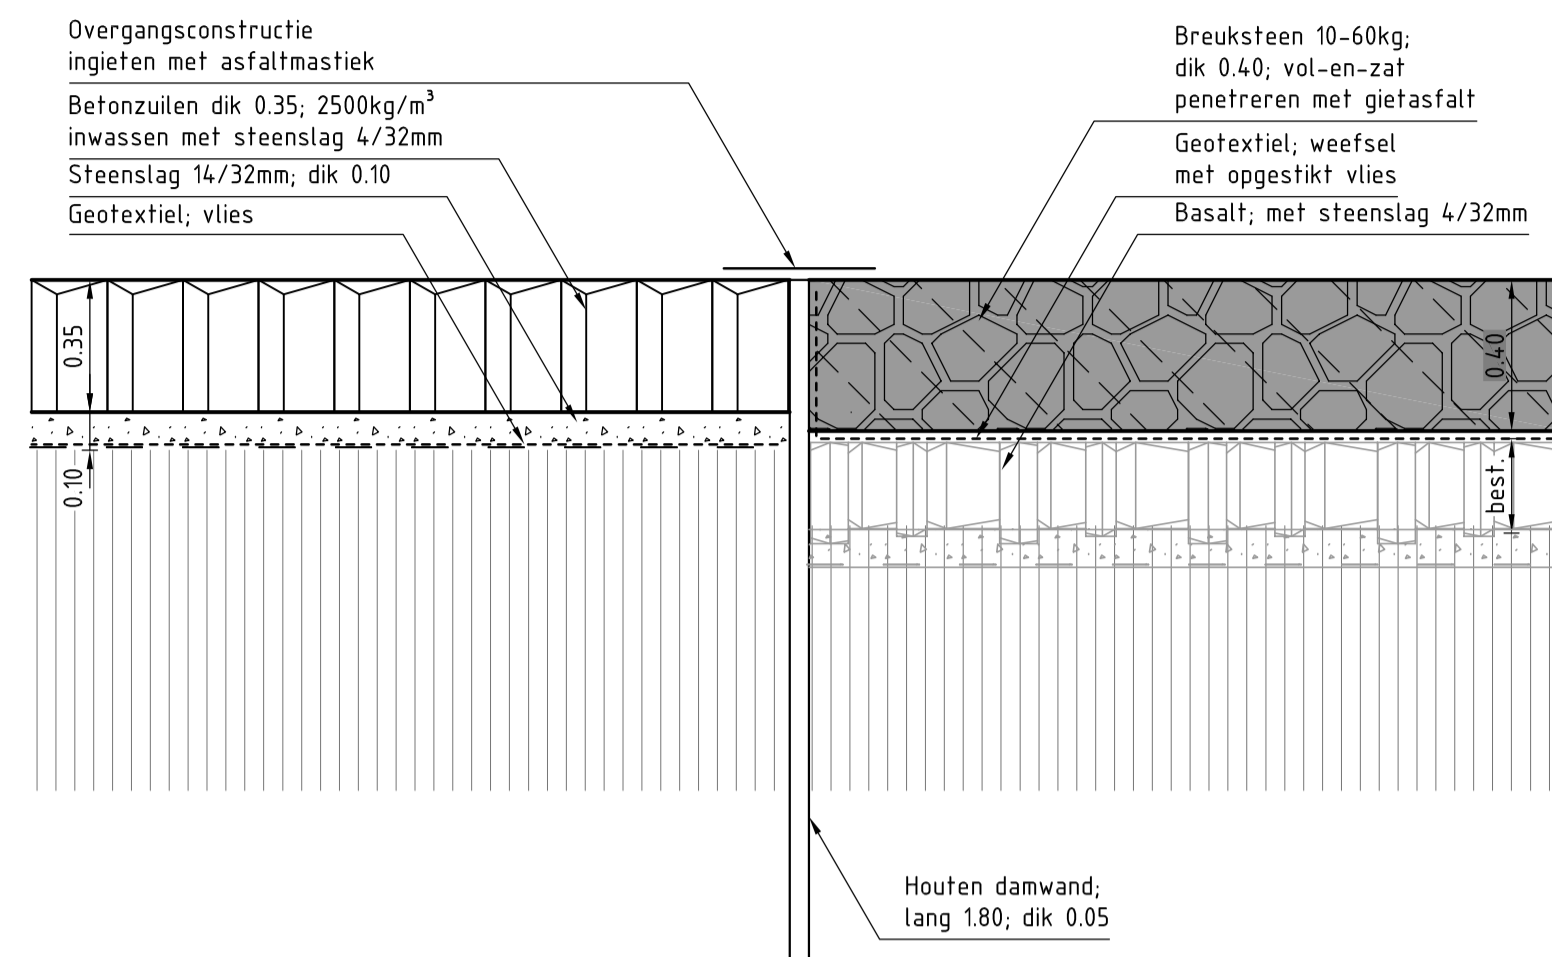 Overgangsconstructie
ingieten met asfaltmastiek
Betonzuilen dik 0.35; 2500kg/m³
inwassen met steenslag 4/32mm
Steenslag 14/32mm; dik 0.10
Geotextiel; vlies
Breuksteen 10-60kg;
dik 0.40; vol-en-zat
penetreren met gietasfalt
Geotextiel; weefsel
met opgestikt vlies
Basalt; met steenslag 4/32mm
0.35
0.10
0.40
best.
Houten damwand;
lang 1.80; dik 0.05